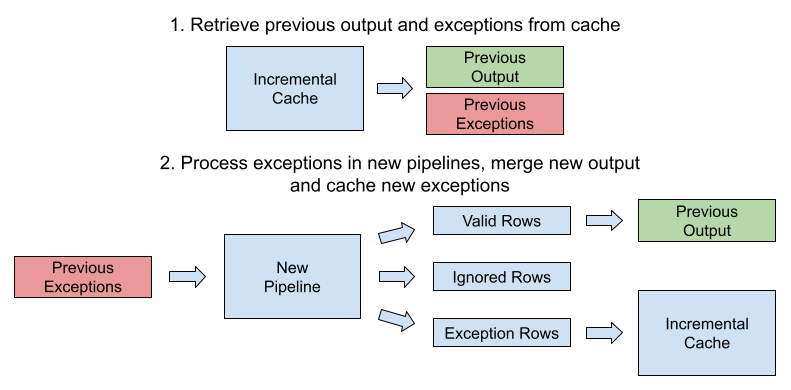 1. Retrieve previous output and exceptions from cache
Incremental
Cache
Previous
Output
Previous
Exceptions
2. Process exceptions in new pipelines, merge new output
and cache new exceptions
Previous
Exceptions
New
Pipeline
Valid Rows
Previous
Output
Ignored Rows
Exception Rows
Incremental
Cache